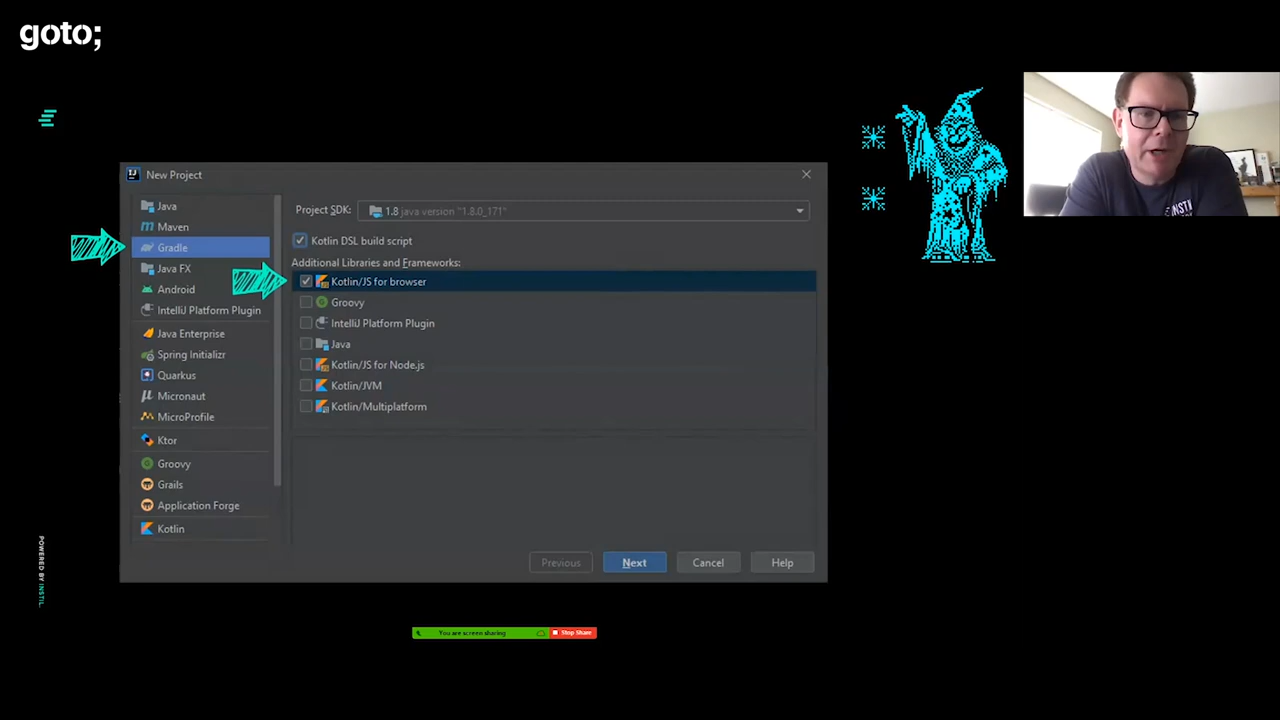 goto;
New Project
Java
Maven
Gradle
Java FX
Android
IntelliJ Platform Plugin
Java Enterprise
Spring Initializr
Quarkus
Micronaut
MicroProfile
Ktor
Groovy
Grails
Application Forge
Kotlin
Project SDK: 1.8 java version "1.8.0_171"
Kotlin DSL build script
Additional Libraries and Frameworks:
Kotlin/JS for browser
Groovy
IntelliJ Platform Plugin
Java
Kotlin/JS for Node.js
Kotlin/JVM
Kotlin/Multiplatform
Previous Next Cancel Help
POWERED BY INSTIL.
You are screen sharing Stop Share